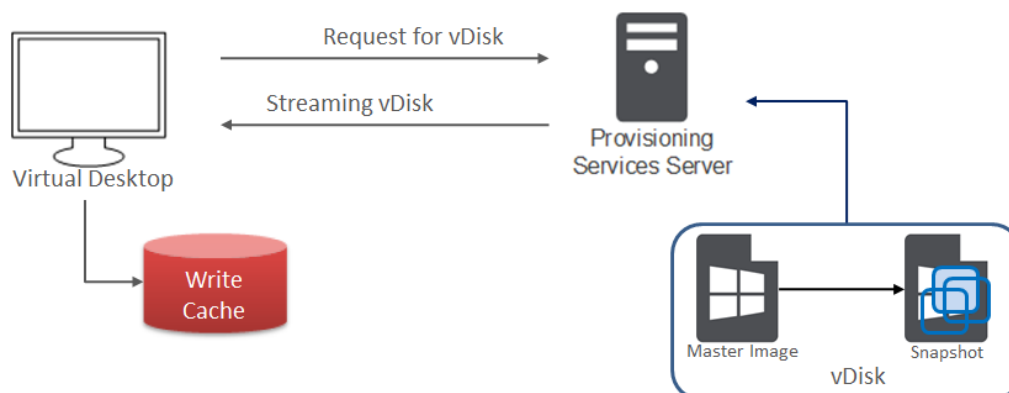 Request for vDisk
Streaming vDisk
Provisioning
Services Server
Virtual Desktop
Write
Cache
Master Image
Snapshot
vDisk